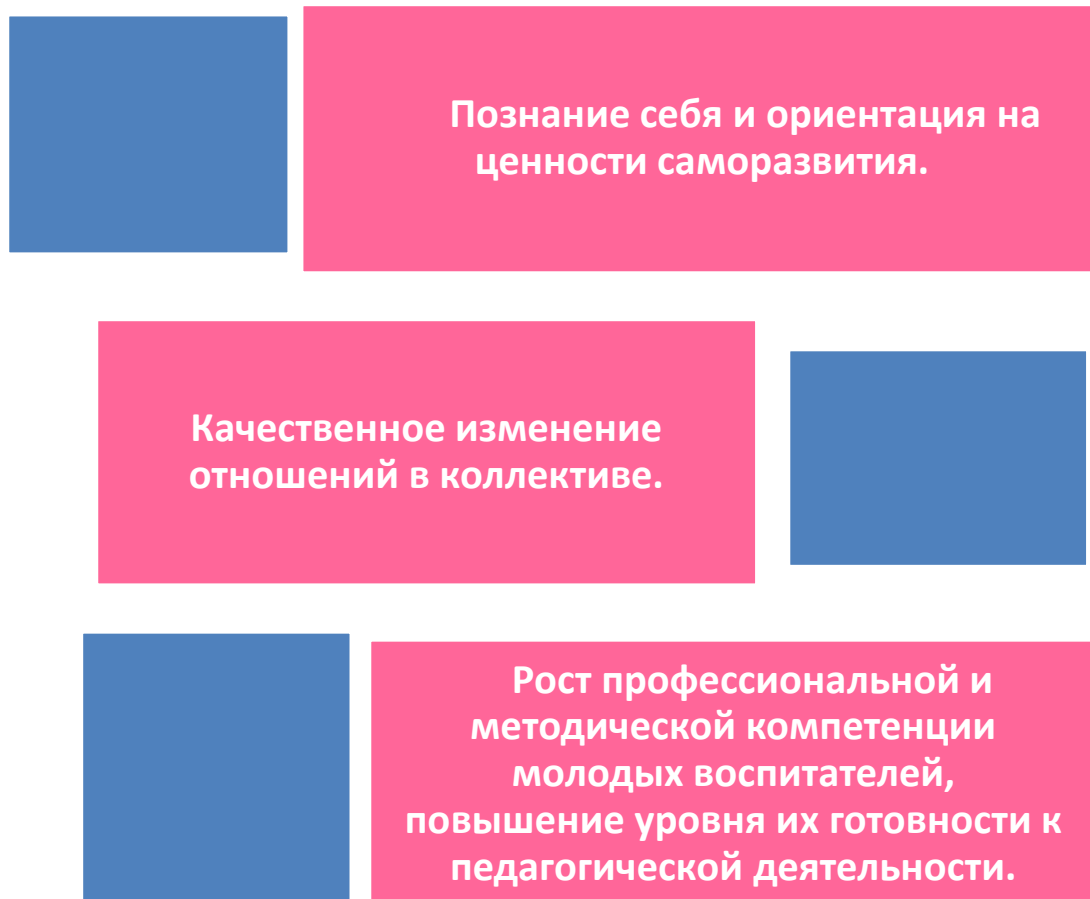 Познание себя и ориентация на
ценности саморазвития.
Качественное изменение
отношений в коллективе.
Рост профессиональной и
методической компетенции
молодых воспитателей,
повышение уровня их готовности к
педагогической деятельности.